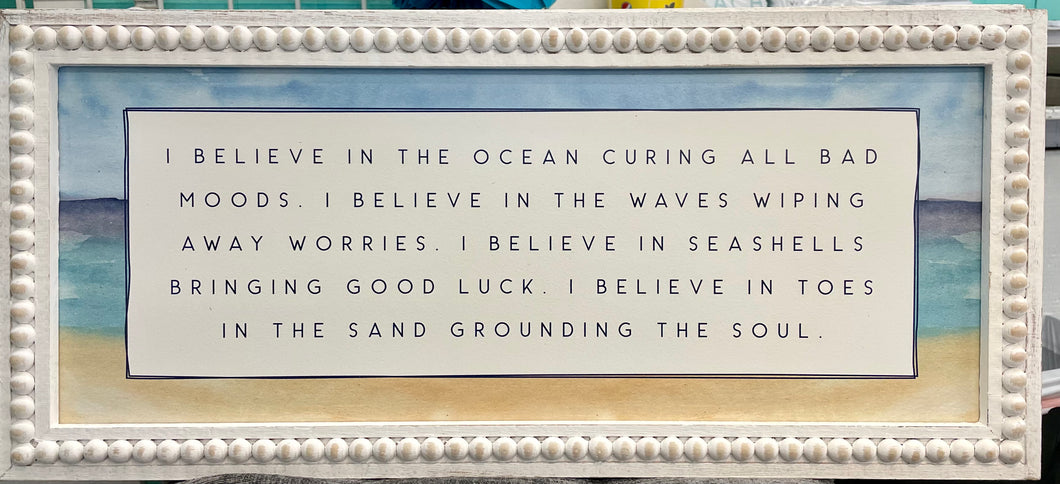 I BELIEVE IN THE OCEAN CURING ALL BAD
MOODS. I BELIEVE IN THE WAVES WIPING
AWAY WORRIES. I BELIEVE IN SEASHELLS
BRINGING GOOD LUCK. I BELIEVE IN TOES
IN THE SAND GROUNDING THE SOUL.